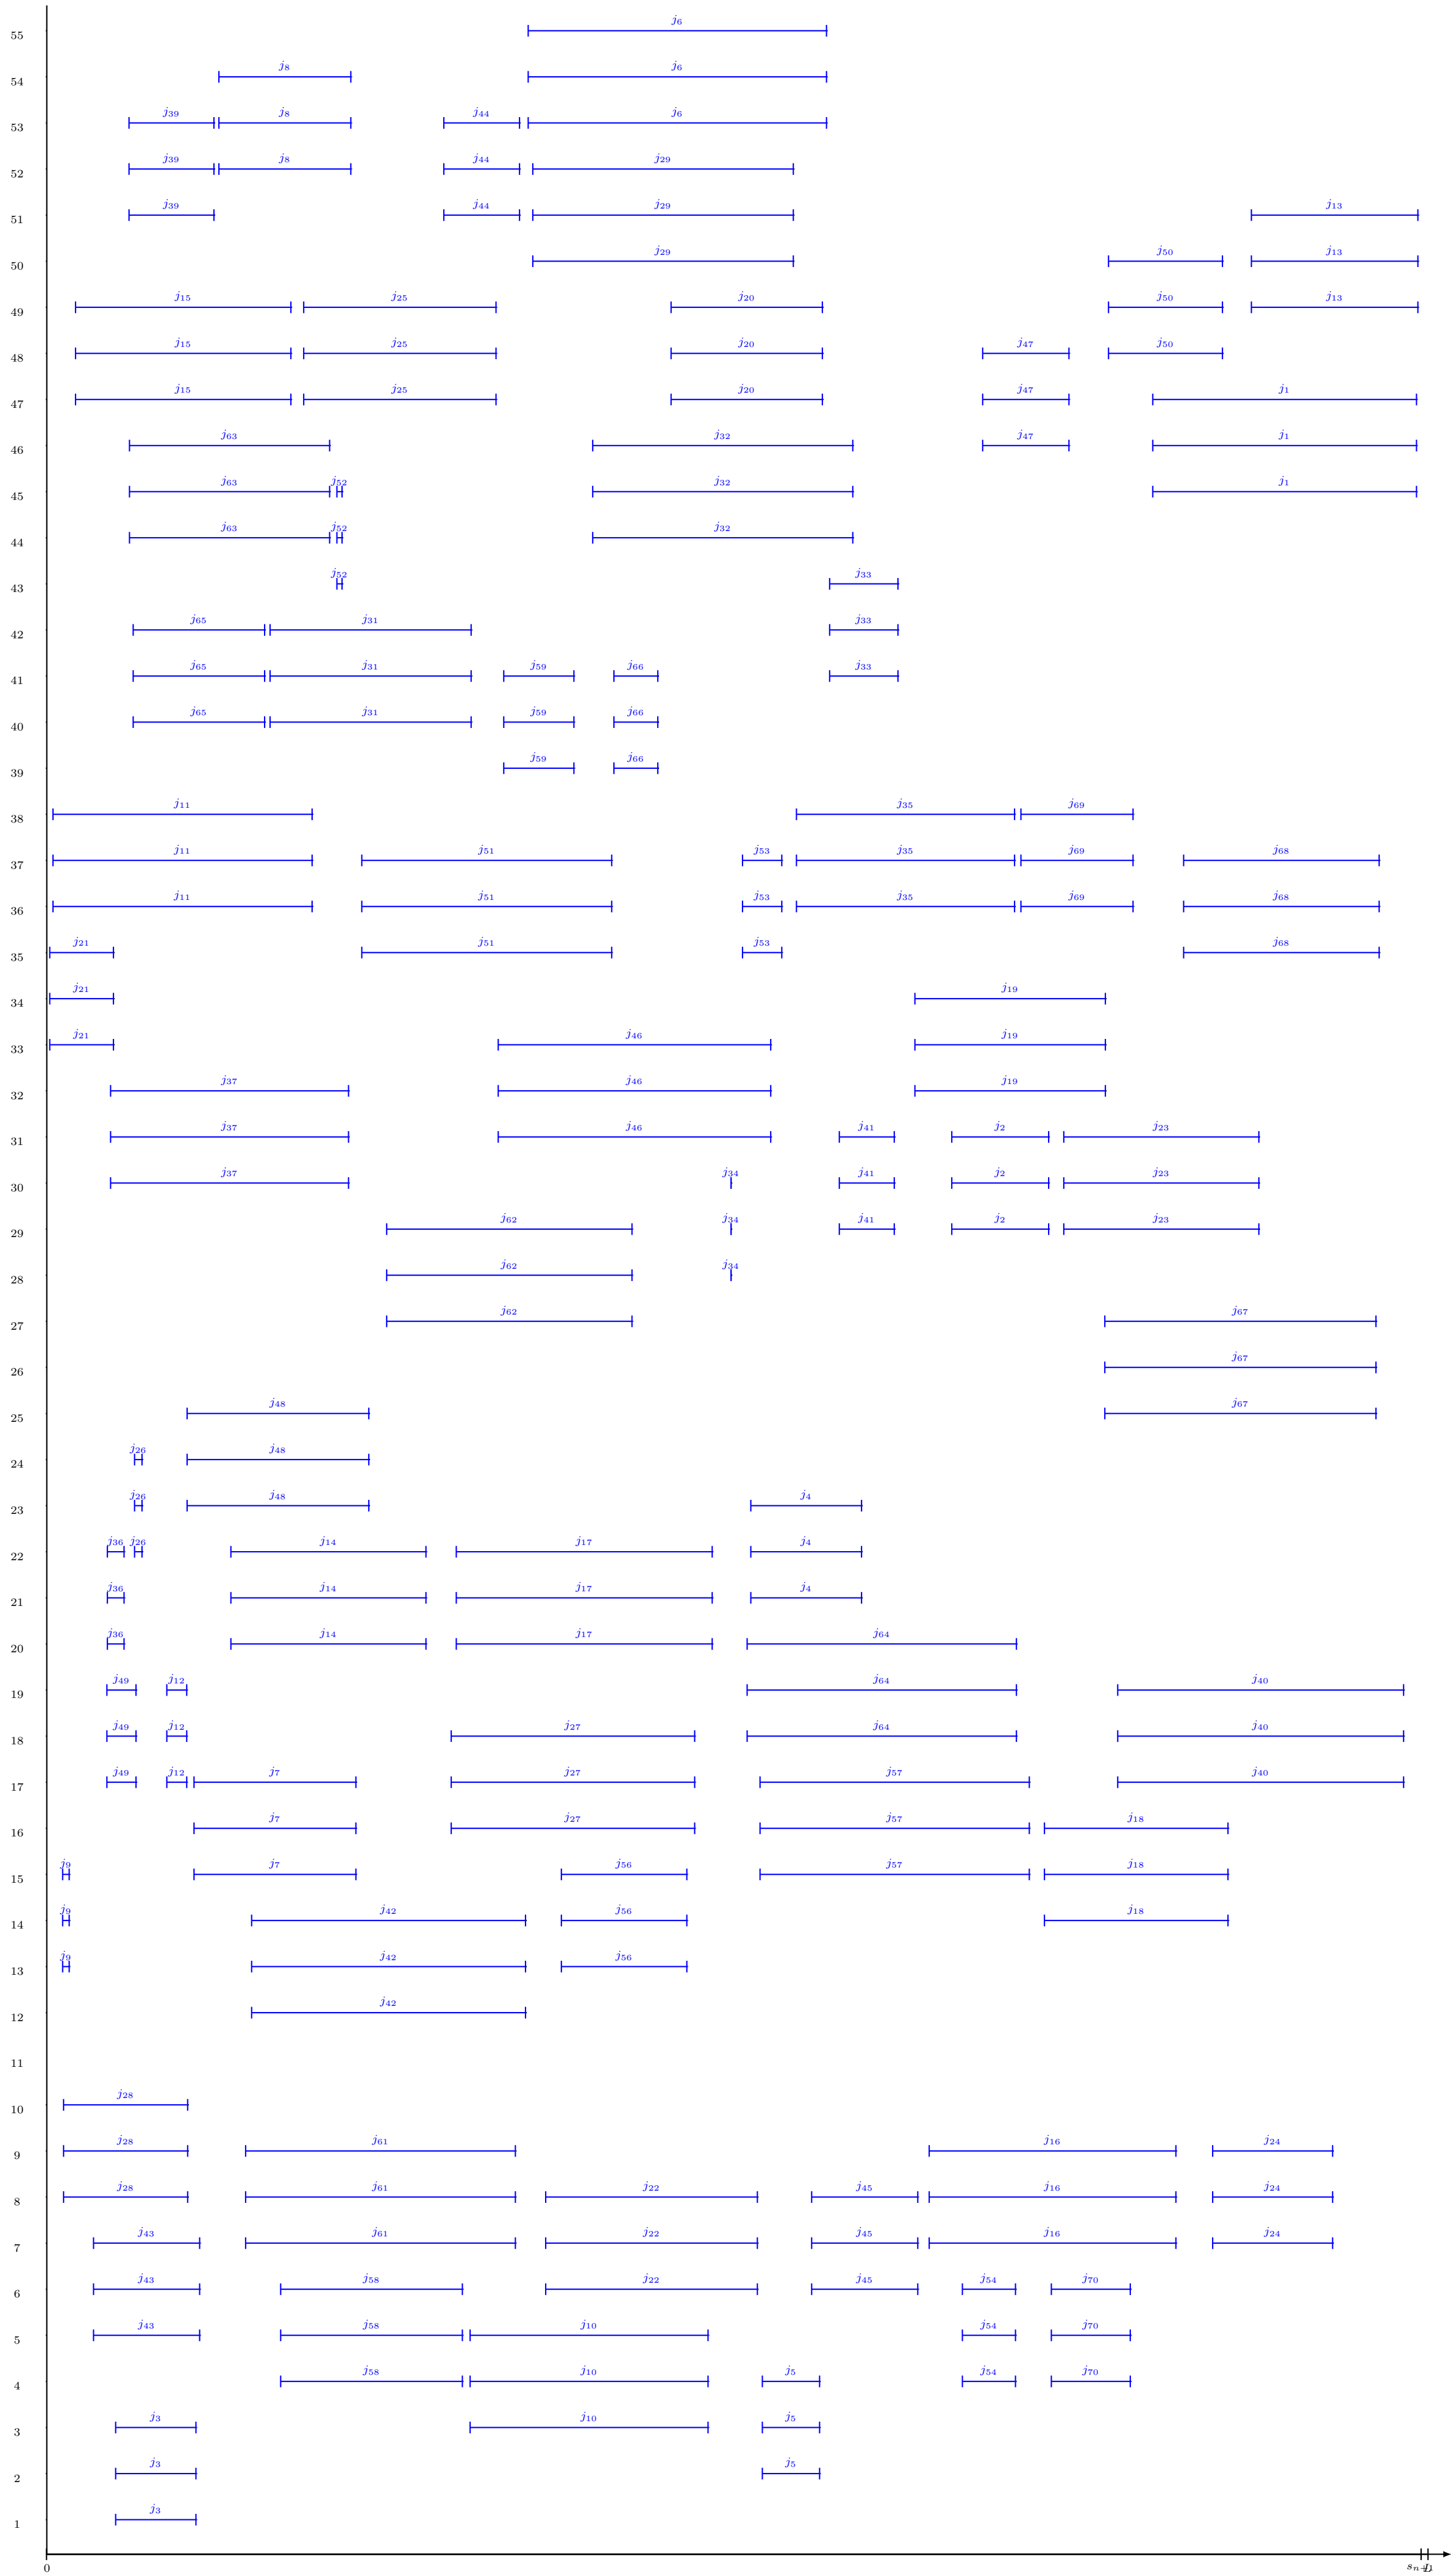 j₆
55
j₈ j₆
54
j₃₉ j₈ j₄₄ j₆
53
j₃₉ j₈ j₄₄ j₂₉
52
j₃₉ j₄₄ j₂₉ j₁₃
51
j₂₉ j₅₀ j₁₃
50
j₁₅ j₂₅ j₂₀ j₅₀ j₁₃
49
j₁₅ j₂₅ j₂₀ j₄₇ j₅₀
48
j₁₅ j₂₅ j₂₀ j₄₇ j₁
47
j₆₃ j₃₂ j₄₇ j₁
46
j₆₃ j₅₂ j₃₂ j₁
45
j₆₃ j₅₂ j₃₂
44
j₅₂ j₃₃
43
j₆₅ j₃₁ j₃₃
42
j₆₅ j₃₁ j₅₉ j₆₆ j₃₃
41
j₆₅ j₃₁ j₅₉ j₆₆
40
j₅₉ j₆₆
39
j₁₁ j₃₅ j₆₉
38
j₁₁ j₅₁ j₅₃ j₃₅ j₆₉ j₆₈
37
j₁₁ j₅₁ j₅₃ j₃₅ j₆₉ j₆₈
36
j₂₁ j₅₁ j₅₃ j₆₈
35
j₂₁ j₁₉
34
j₂₁ j₄₆ j₁₉
33
j₃₇ j₄₆ j₁₉
32
j₃₇ j₄₆ j₄₁ j₂ j₂₃
31
j₃₇ j₃₄ j₄₁ j₂ j₂₃
30
j₆₂ j₃₄ j₄₁ j₂ j₂₃
29
j₆₂ j₃₄
28
j₆₂ j₆₇
27
j₆₇
26
j₄₈ j₆₇
25
j₂₆ j₄₈
24
j₂₆ j₄₈ j₄
23
j₃₆ j₂₆ j₁₄ j₁₇ j₄
22
j₃₆ j₁₄ j₁₇ j₄
21
j₃₆ j₁₄ j₁₇ j₆₄
20
j₄₉ j₁₂ j₆₄ j₄₀
19
j₄₉ j₁₂ j₂₇ j₆₄ j₄₀
18
j₄₉ j₁₂ j₇ j₂₇ j₅₇ j₄₀
17
j₇ j₂₇ j₅₇ j₁₈
16
j₉ j₇ j₅₆ j₅₇ j₁₈
15
j₉ j₄₂ j₅₆ j₁₈
14
j₉ j₄₂ j₅₆
13
j₄₂
12
11
j₂₈
10
j₂₈ j₆₁ j₁₆ j₂₄
9
j₂₈ j₆₁ j₂₂ j₄₅ j₁₆ j₂₄
8
j₄₃ j₆₁ j₂₂ j₄₅ j₁₆ j₂₄
7
j₄₃ j₅₈ j₂₂ j₄₅ j₅₄ j₇₀
6
j₄₃ j₅₈ j₁₀ j₅₄ j₇₀
5
j₅₈ j₁₀ j₅ j₅₄ j₇₀
4
j₃ j₁₀ j₅
3
j₃ j₅
2
j₃
1
0